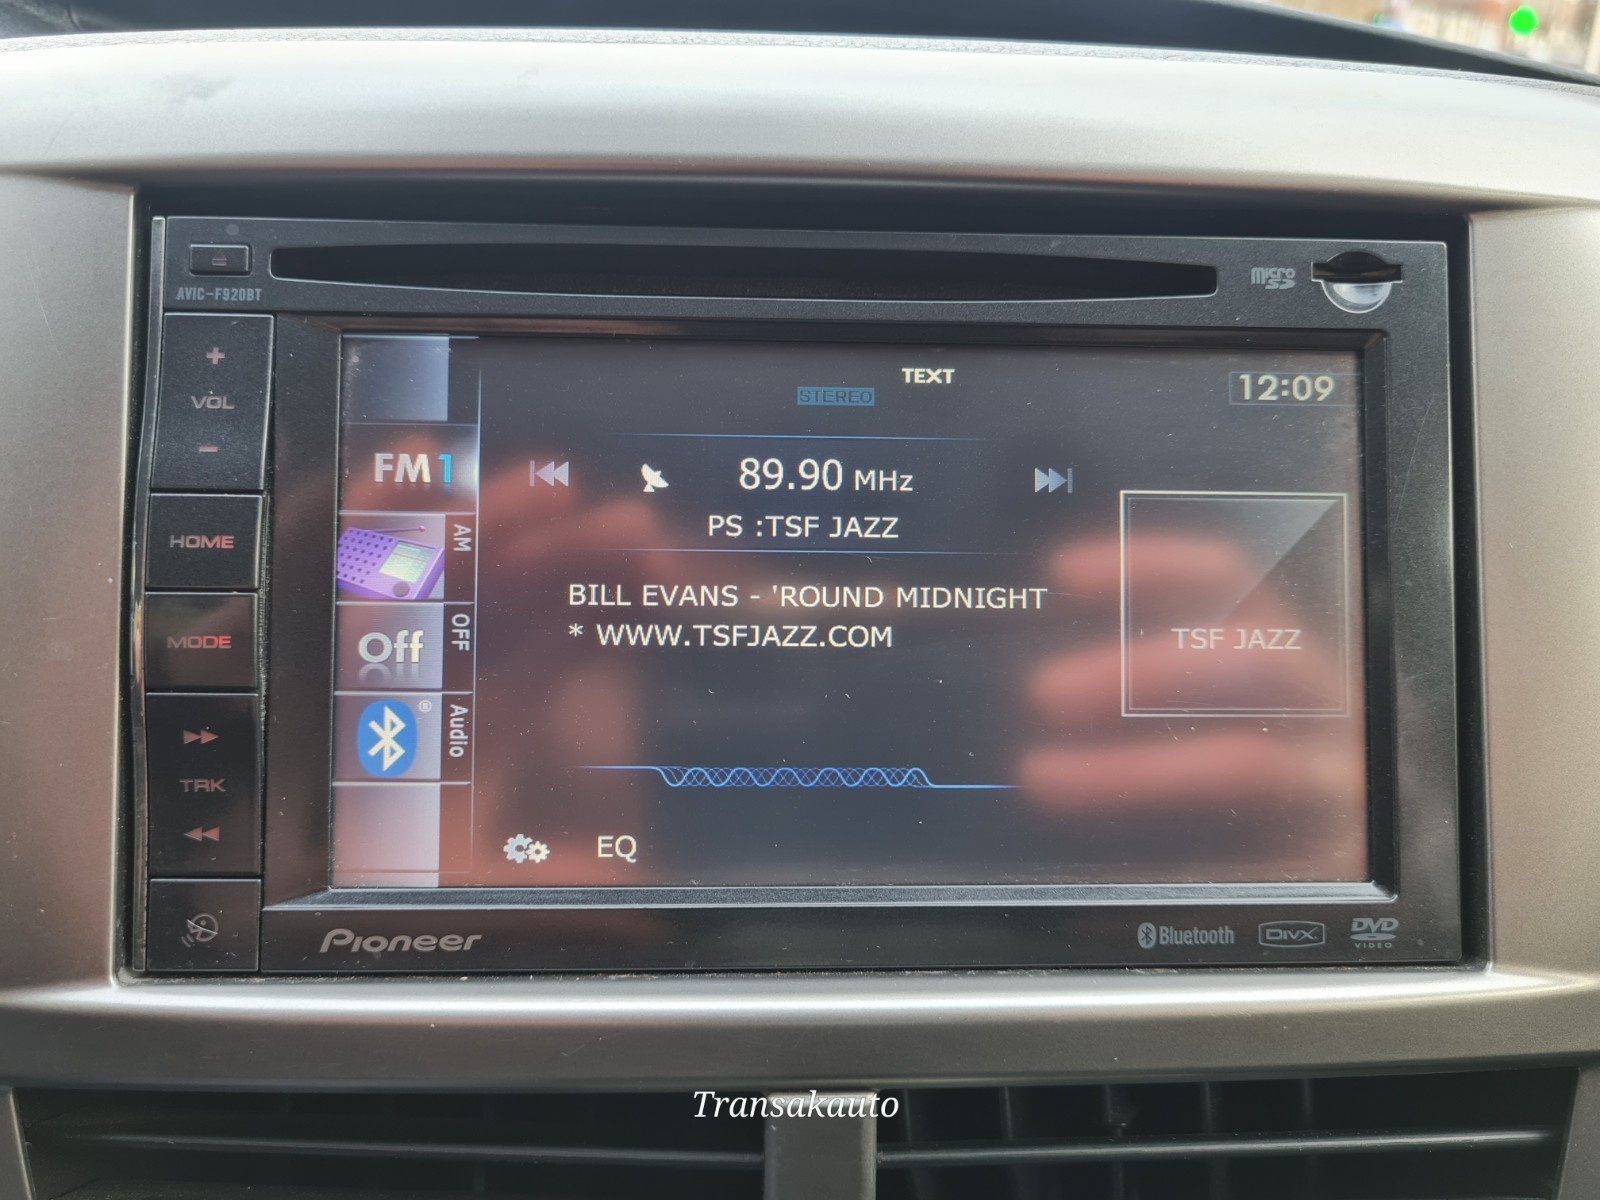 AVIC-F920BT
micro SD
+
VOL
-
HOME
MODE
TRK
TEXT
STEREO
12:09
FM1
89.90 MHz
PS :TSF JAZZ
AM
BILL EVANS - 'ROUND MIDNIGHT
* WWW.TSFJAZZ.COM
TSF JAZZ
Off
OFF
®
Audio
EQ
Pioneer
Bluetooth
DIVX
DVD
VIDEO
Transakauto